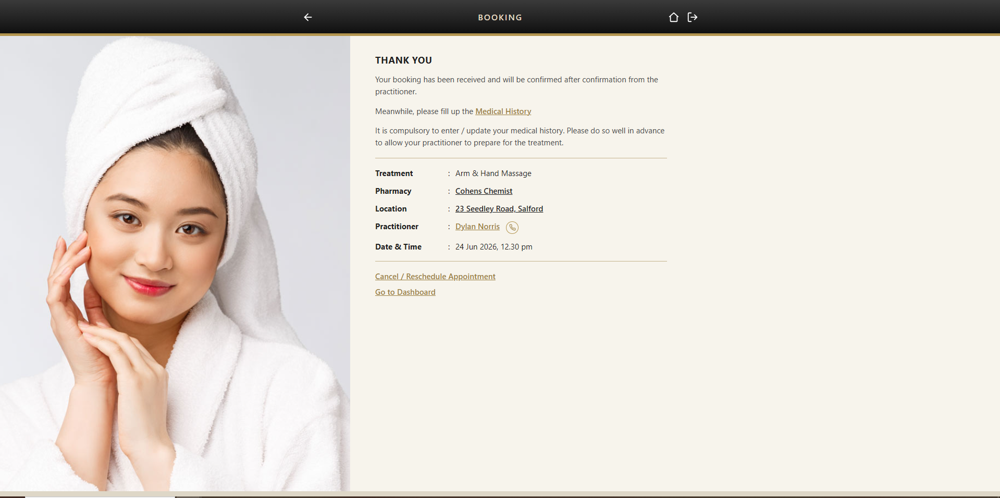 BOOKING
THANK YOU
Your booking has been received and will be confirmed after confirmation from the
practitioner.
Meanwhile, please fill up the Medical History
It is compulsory to enter / update your medical history. Please do so well in advance
to allow your practitioner to prepare for the treatment.
Treatment : Arm & Hand Massage
Pharmacy : Cohens Chemist
Location : 23 Seedley Road, Salford
Practitioner : Dylan Norris
Date & Time : 24 Jun 2026, 12.30 pm
Cancel / Reschedule Appointment
Go to Dashboard